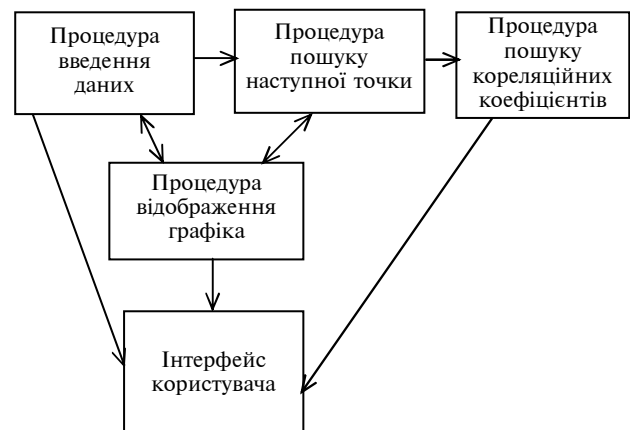 Процедура
введення
даних
Процедура
пошуку
наступної точки
Процедура
пошуку
кореляційних
коефіцієнтів
Процедура
відображення
графіка
Інтерфейс
користувача